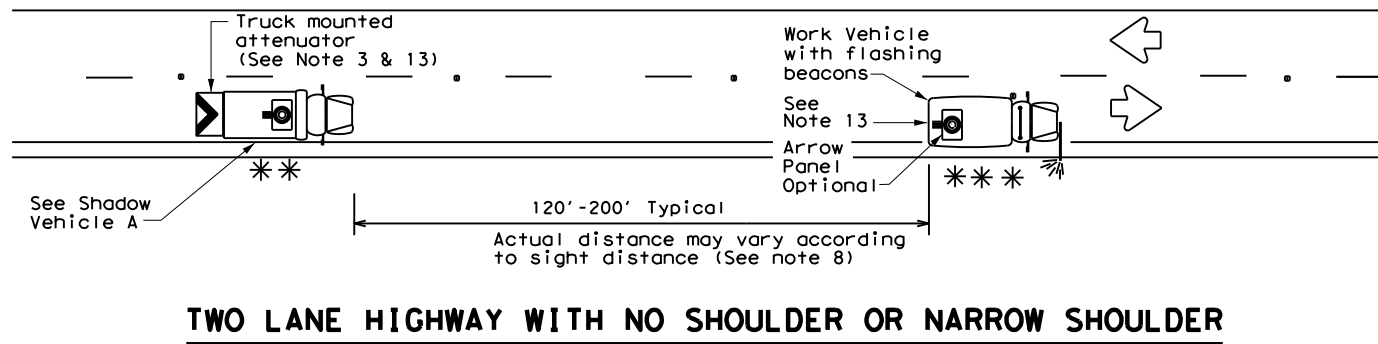 Truck mounted
attenuator
(See Note 3 & 13)
Work Vehicle
with flashing
beacons
See
Note 13
Arrow
Panel
Optional
See Shadow
Vehicle A
120'-200' Typical
Actual distance may vary according
to sight distance (See note 8)
TWO LANE HIGHWAY WITH NO SHOULDER OR NARROW SHOULDER